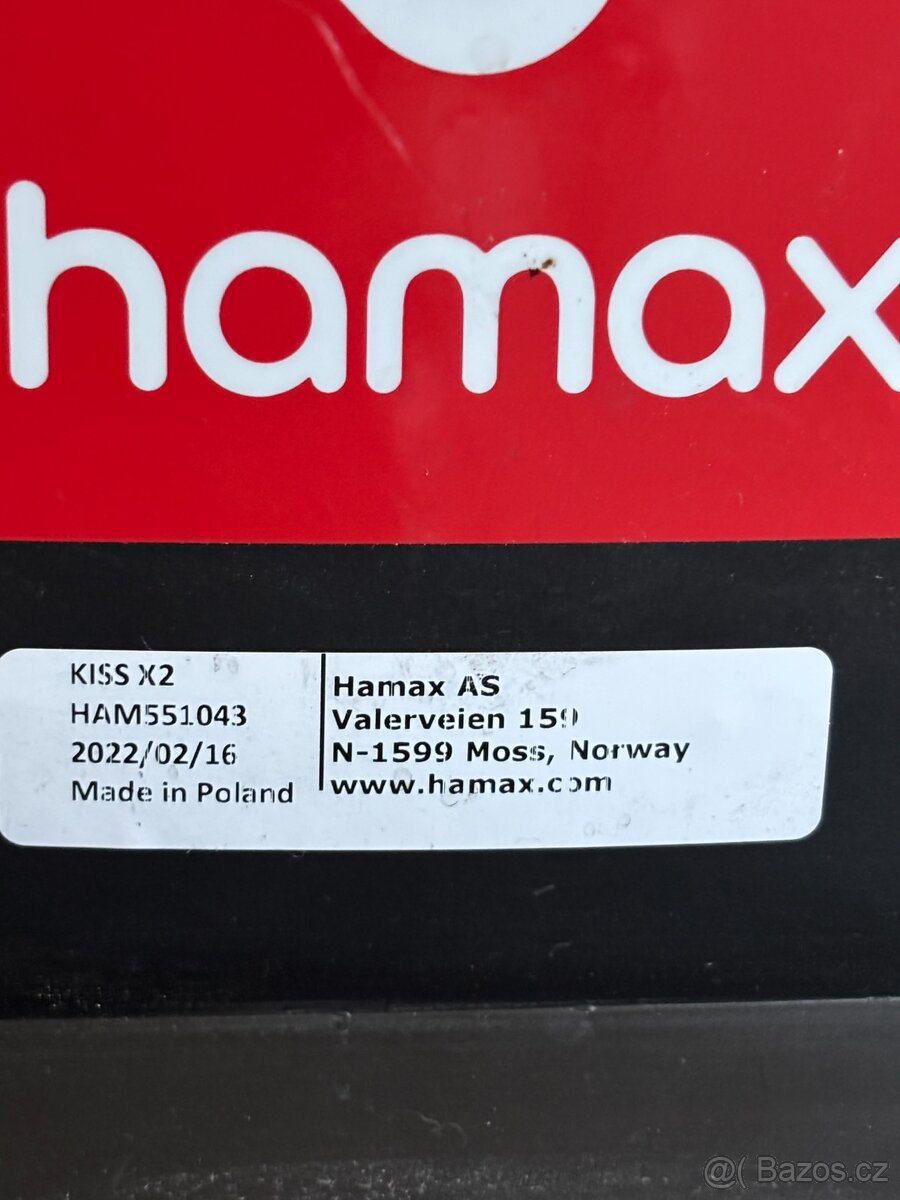 hamax
KISS X2
HAM551043
2022/02/16
Made in Poland
Hamax AS
Valerveien 159
N-1599 Moss, Norway
www.hamax.com
@( Bazos.cz